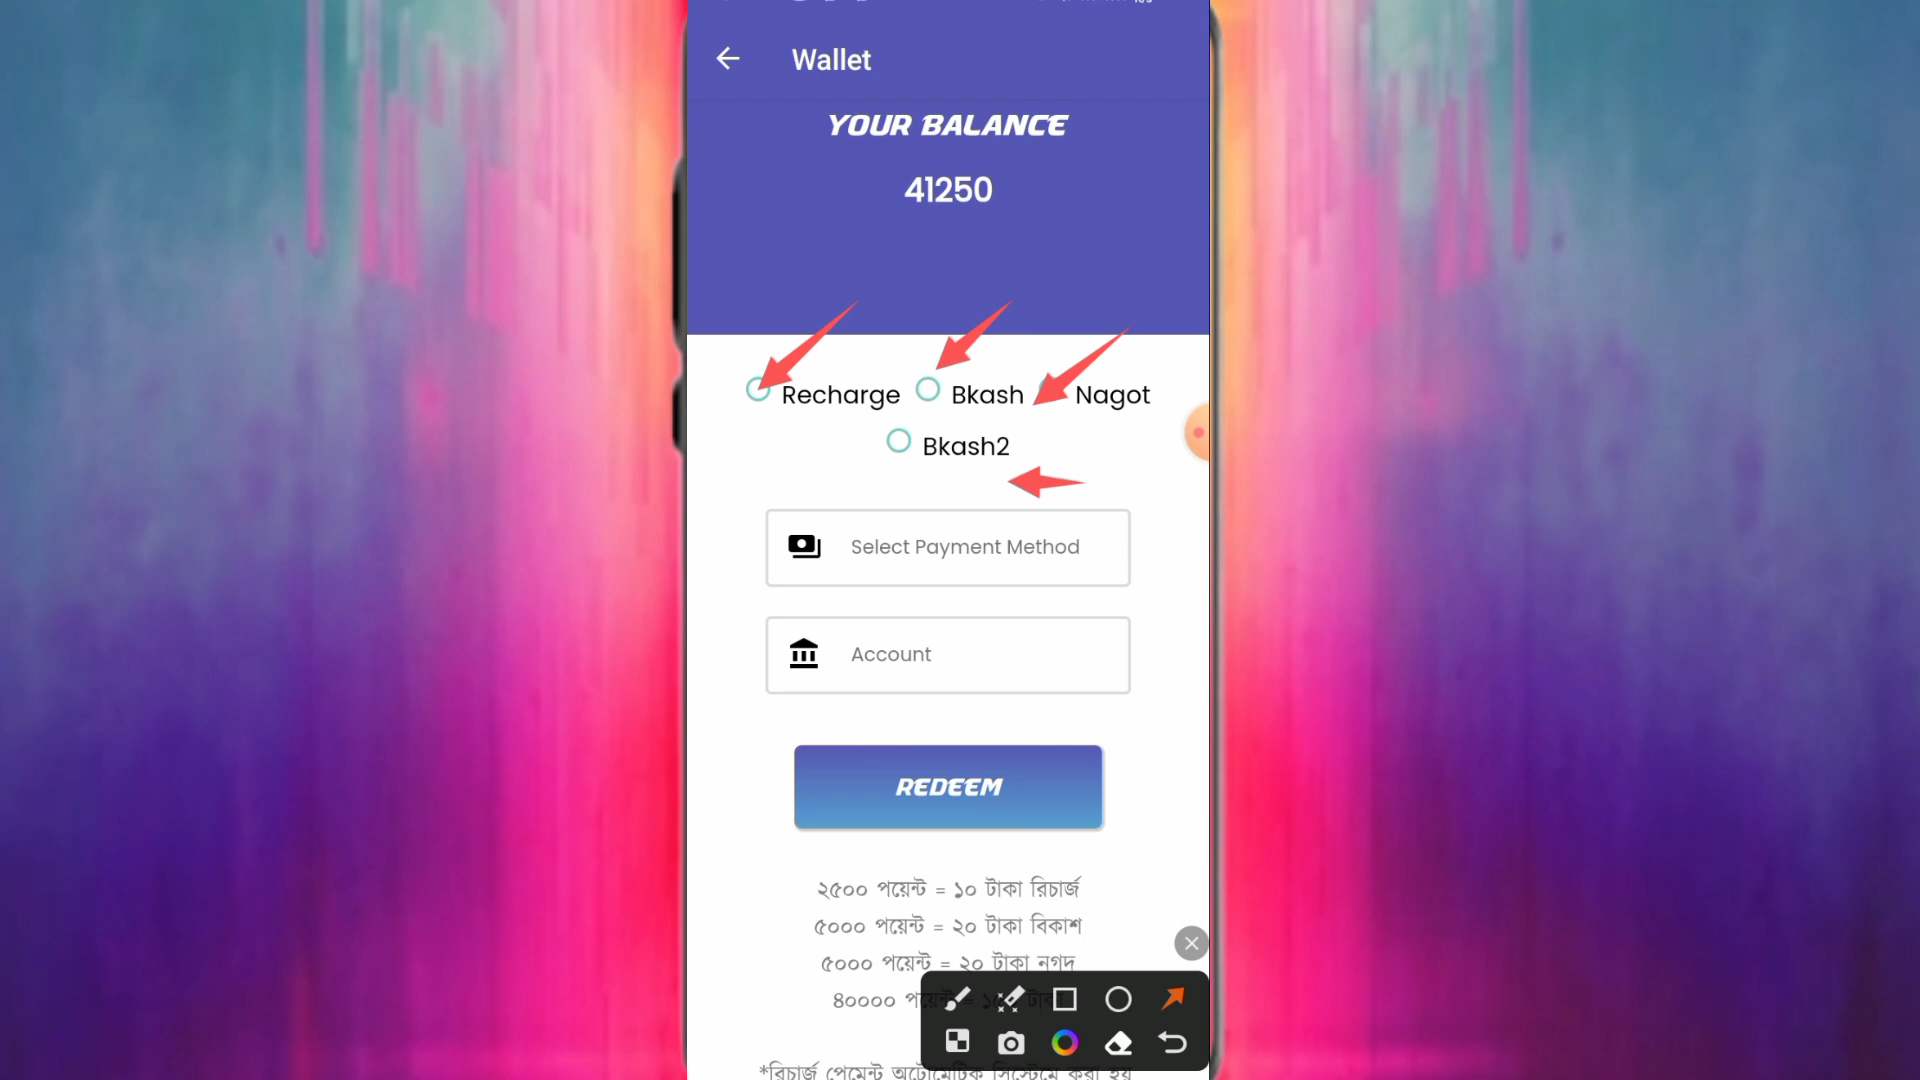 Wallet
YOUR BALANCE
41250
Recharge Bkash Nagot
Bkash2
Select Payment Method
Account
REDEEM
২৫০০ পয়েন্ট = ১০ টাকা রিচার্জ
৫০০০ পয়েন্ট = ২০ টাকা বিকাশ
৫০০০ পয়েন্ট = ২০ টাকা নগদ
৪০০০০ পয়েন্ট =
*রিচার্জ পেমেন্ট অটোমেটিক সিস্টেমে করা হয়